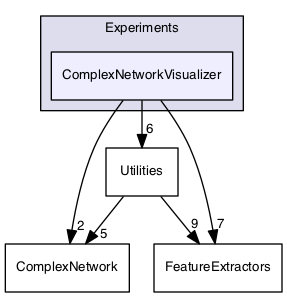 Experiments
ComplexNetworkVisualizer
6
Utilities
2
5
9
7
ComplexNetwork
FeatureExtractors